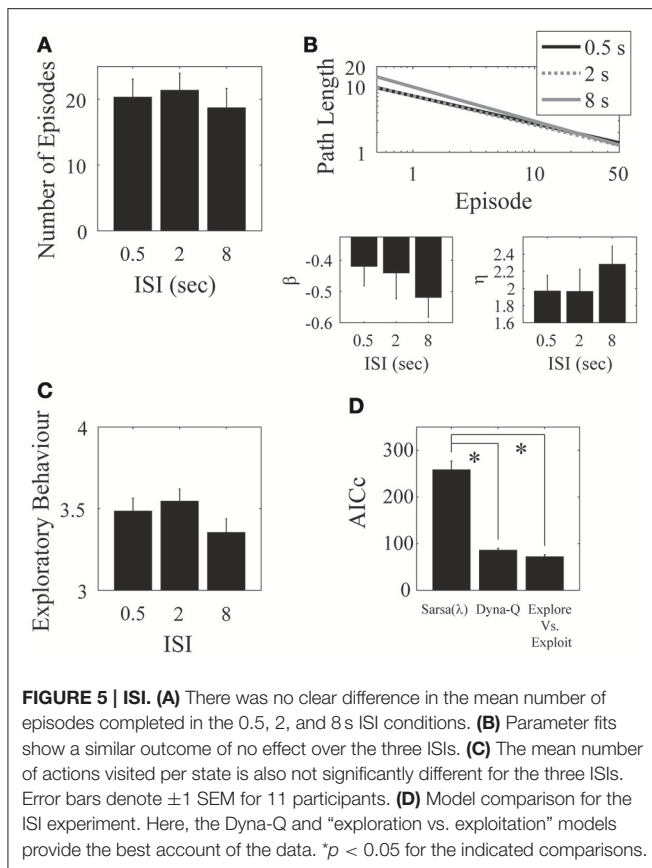 A
Number of Episodes
20
10
0
0.5 2 8
ISI (sec)
B
Path Length
20
10
1
1 10 50
Episode
0.5 s
2 s
8 s
β
-0.4
-0.5
-0.6
0.5 2 8
ISI (sec)
η
2.4
2.2
2
1.8
1.6
0.5 2 8
ISI (sec)
C
Exploratory Behaviour
4
3.5
3
0.5 2 8
ISI
D
AICc
300
200
100
0
* *
Sarsa(λ) Dyna-Q Explore
Vs.
Exploit
FIGURE 5 | ISI. (A) There was no clear difference in the mean number of
episodes completed in the 0.5, 2, and 8 s ISI conditions. (B) Parameter fits
show a similar outcome of no effect over the three ISIs. (C) The mean number
of actions visited per state is also not significantly different for the three ISIs.
Error bars denote ±1 SEM for 11 participants. (D) Model comparison for the
ISI experiment. Here, the Dyna-Q and “exploration vs. exploitation” models
provide the best account of the data. *p < 0.05 for the indicated comparisons.